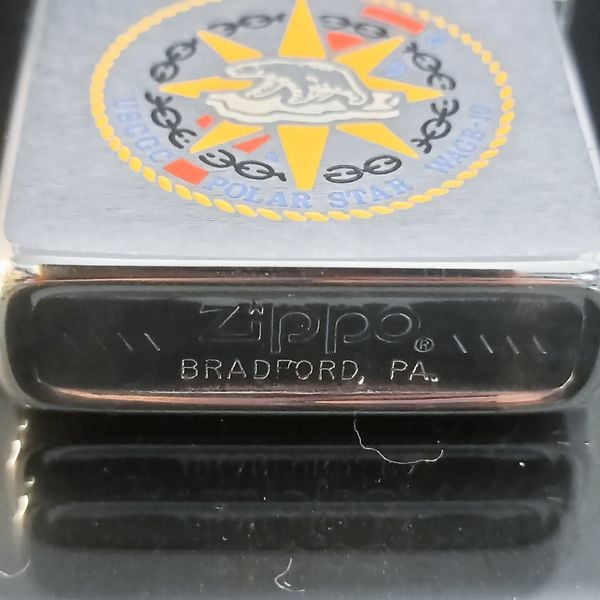 USCGC POLAR STAR WAGB-10
\\\\ Zippo® \\\\
BRADFORD, PA.